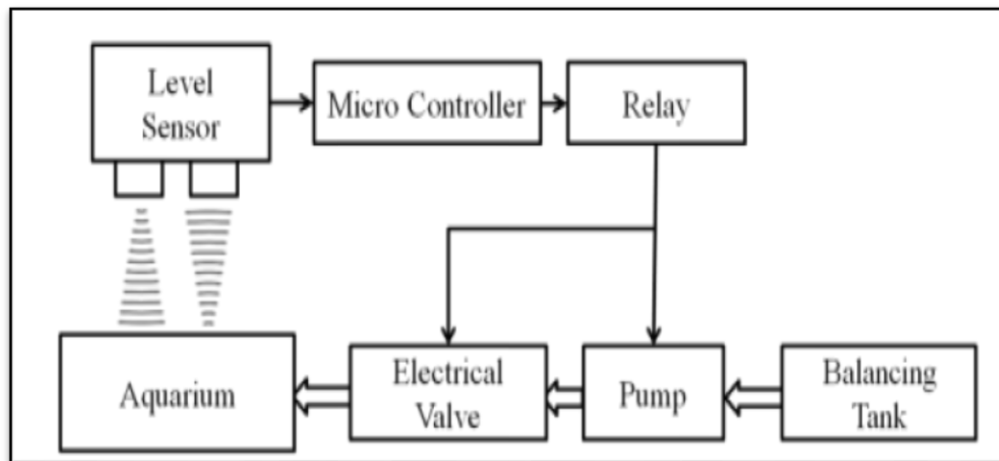 Level
Sensor
Micro Controller
Relay
Aquarium
Electrical
Valve
Pump
Balancing
Tank